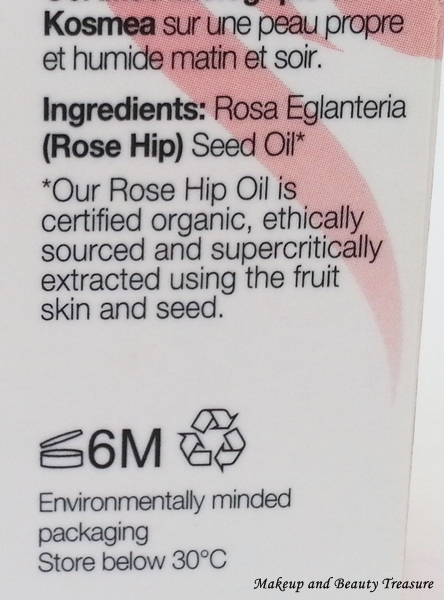 Kosmea sur une peau propre
et humide matin et soir.
Ingredients: Rosa Eglanteria
(Rose Hip) Seed Oil*
*Our Rose Hip Oil is
certified organic, ethically
sourced and supercritically
extracted using the fruit
skin and seed.
6M
Environmentally minded
packaging
Store below 30°C
Makeup and Beauty Treasure